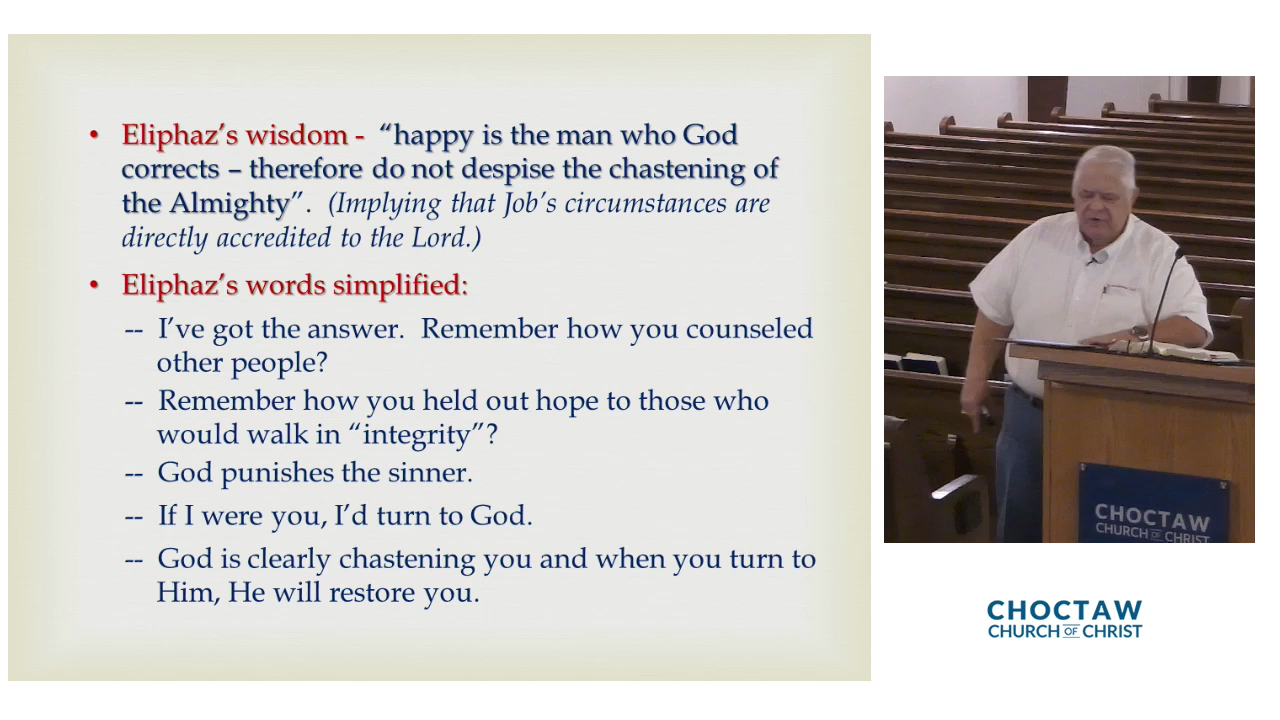 • Eliphaz’s wisdom - “happy is the man who God
corrects – therefore do not despise the chastening of
the Almighty”. (Implying that Job’s circumstances are
directly accredited to the Lord.)
• Eliphaz’s words simplified:
-- I’ve got the answer. Remember how you counseled
other people?
-- Remember how you held out hope to those who
would walk in “integrity”?
-- God punishes the sinner.
-- If I were you, I’d turn to God.
-- God is clearly chastening you and when you turn to
Him, He will restore you.
CHOCTAW
CHURCH OF CHRIST
CHOCTAW
CHURCH OF CHRIST